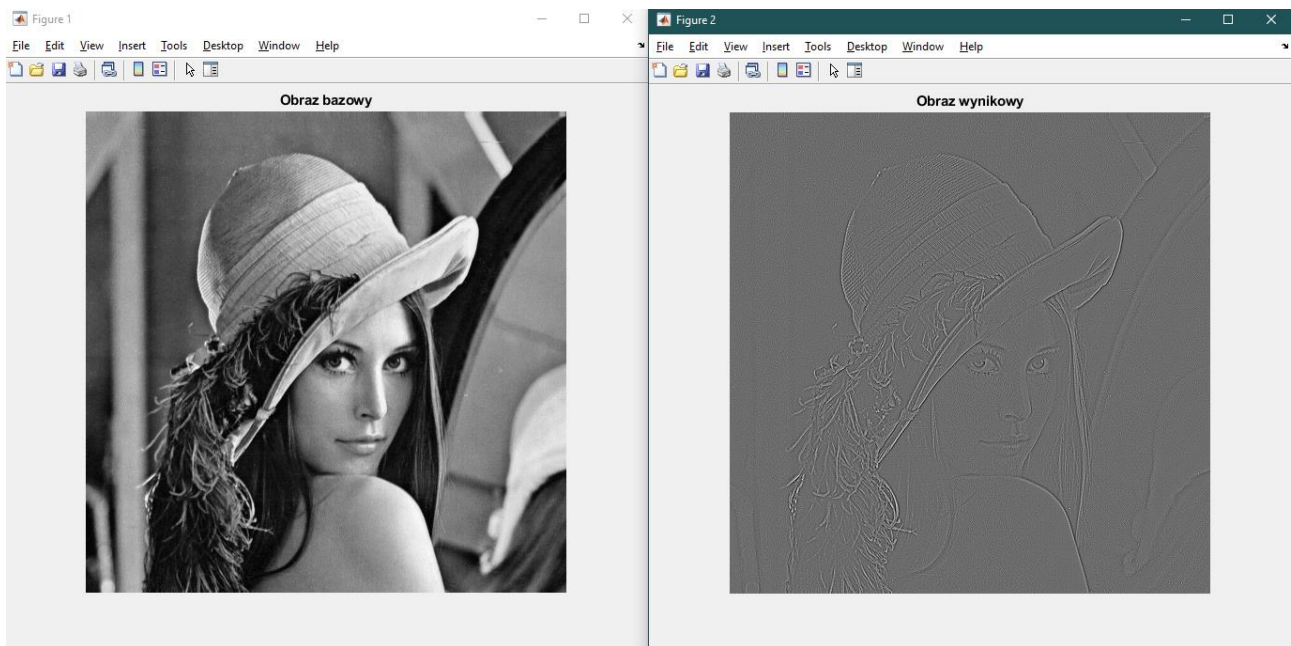 Figure 1
File Edit View Insert Tools Desktop Window Help
Obraz bazowy
Figure 2
File Edit View Insert Tools Desktop Window Help
Obraz wynikowy